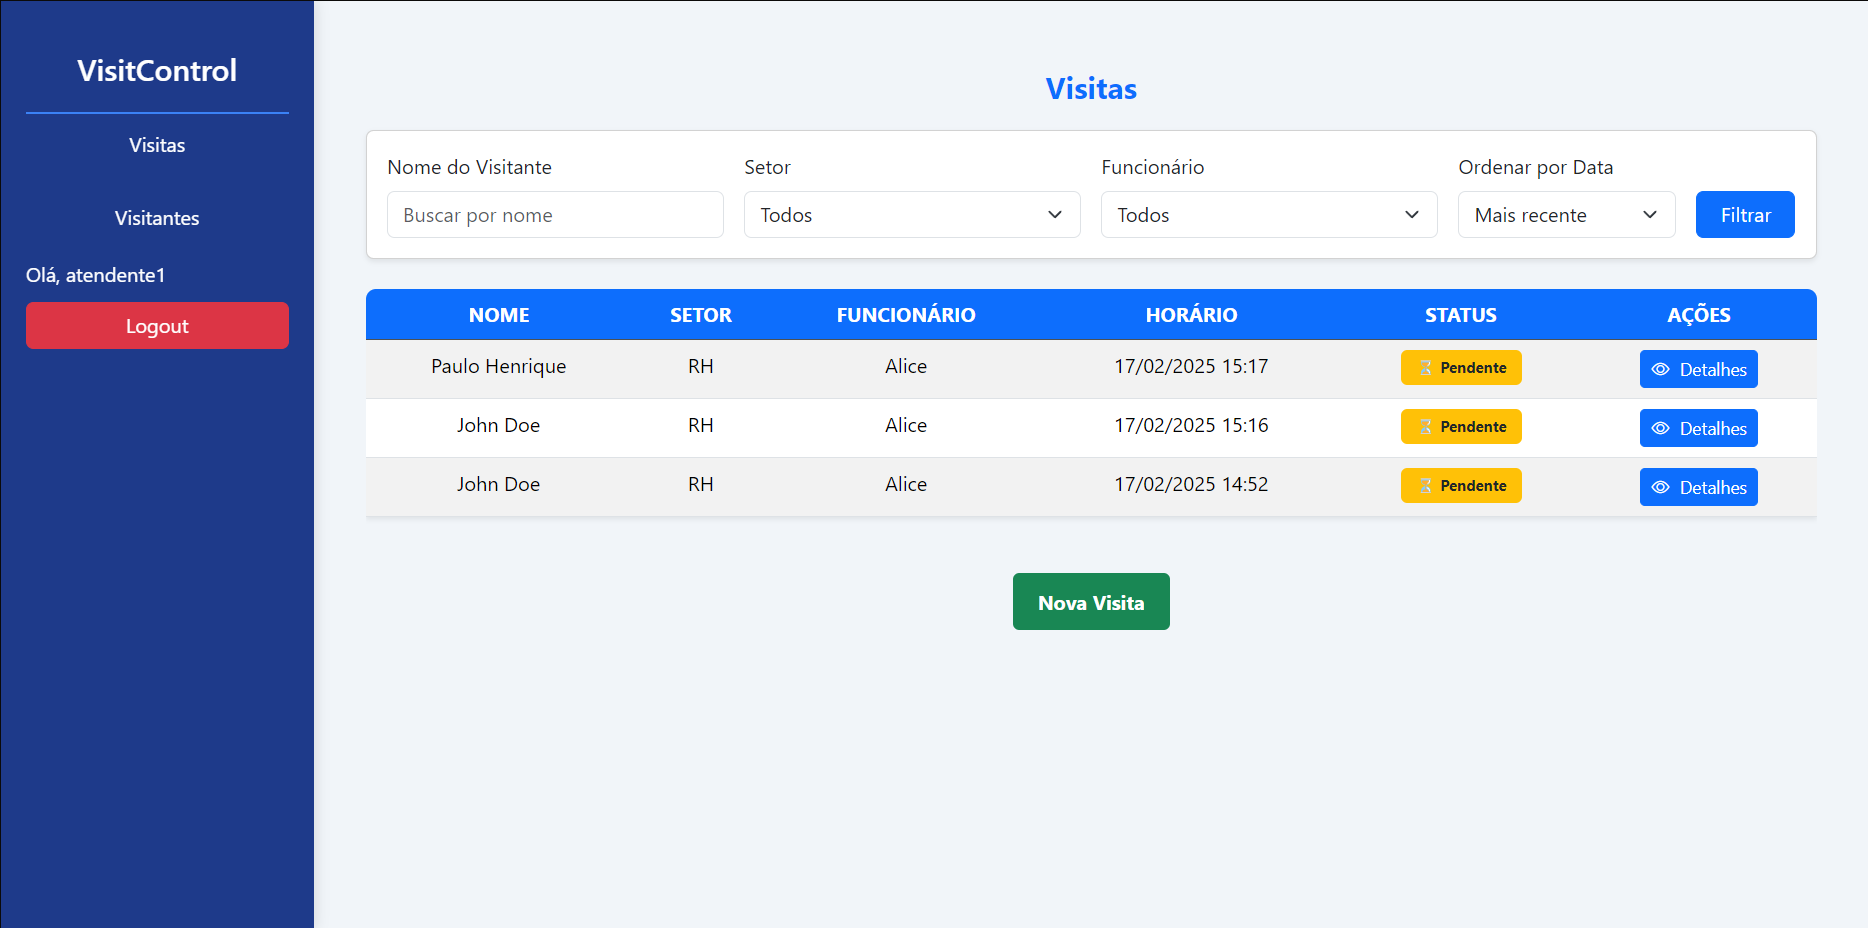 VisitControl
Visitas
Visitantes
Olá, atendente1
Logout
Visitas
Nome do Visitante Setor Funcionário Ordenar por Data
Buscar por nome Todos Todos Mais recente Filtrar
NOME SETOR FUNCIONÁRIO HORÁRIO STATUS AÇÕES
Paulo Henrique RH Alice 17/02/2025 15:17 Pendente Detalhes
John Doe RH Alice 17/02/2025 15:16 Pendente Detalhes
John Doe RH Alice 17/02/2025 14:52 Pendente Detalhes
Nova Visita